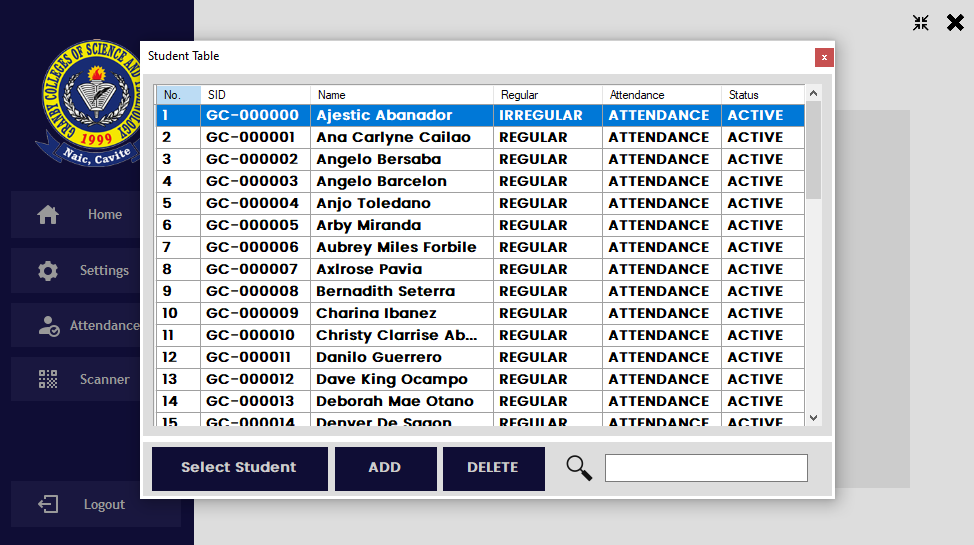 GRANBY COLLEGES OF SCIENCE AND TECHNOLOGY
1999
Naic, Cavite
Home
Settings
Attendance
Scanner
Logout
Student Table
x
No. SID Name Regular Attendance Status
1 GC-000000 Ajestic Abanador IRREGULAR ATTENDANCE ACTIVE
2 GC-000001 Ana Carlyne Cailao REGULAR ATTENDANCE ACTIVE
3 GC-000002 Angelo Bersaba REGULAR ATTENDANCE ACTIVE
4 GC-000003 Angelo Barcelon REGULAR ATTENDANCE ACTIVE
5 GC-000004 Anjo Toledano REGULAR ATTENDANCE ACTIVE
6 GC-000005 Arby Miranda REGULAR ATTENDANCE ACTIVE
7 GC-000006 Aubrey Miles Forbile REGULAR ATTENDANCE ACTIVE
8 GC-000007 Axlrose Pavia REGULAR ATTENDANCE ACTIVE
9 GC-000008 Bernadith Seterra REGULAR ATTENDANCE ACTIVE
10 GC-000009 Charina Ibanez REGULAR ATTENDANCE ACTIVE
11 GC-000010 Christy Clarrise Ab... REGULAR ATTENDANCE ACTIVE
12 GC-000011 Danilo Guerrero REGULAR ATTENDANCE ACTIVE
13 GC-000012 Dave King Ocampo REGULAR ATTENDANCE ACTIVE
14 GC-000013 Deborah Mae Otano REGULAR ATTENDANCE ACTIVE
15 GC-000014 Denver De Sagon REGULAR ATTENDANCE ACTIVE
Select Student ADD DELETE